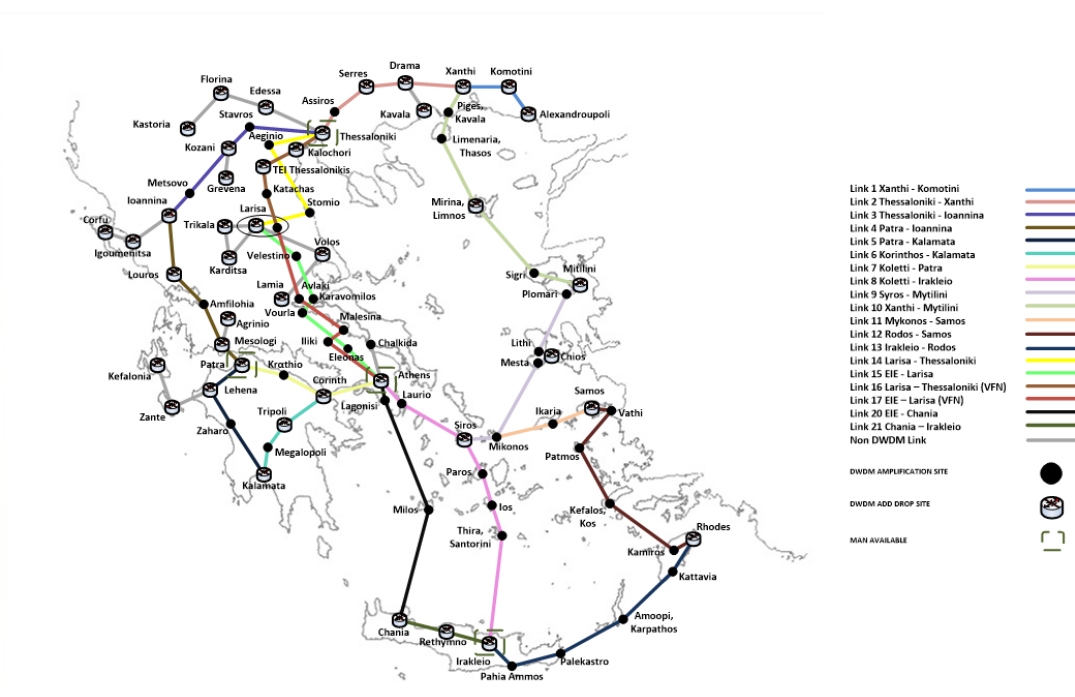 Drama
Xanthi
Komotini
Serres
Florina
Edessa
Assiros
Piges,
Kavala
Kavala
Alexandroupoli
Stavros
Kastoria
Thessaloniki
Aeginio
Limenaria,
Thasos
Kozani
Kalochori
TEI Thessalonikis
Metsovo
Grevena
Katachas
Ioannina
Larisa
Stomio
Mirina,
Limnos
Corfu
Trikala
Igoumenitsa
Volos
Karditsa
Velestino
Louros
Sigri
Mitilini
Lamia
Avlaki
Karavomilos
Plomari
Amfilohia
Vourla
Malesina
Agrinio
Mesologi
Iliki
Chalkida
Lithi
Eleonas
Mesta
Chios
Patra
Krathio
Kefalonia
Athens
Corinth
Lehena
Laurio
Samos
Lagonisi
Zante
Tripoli
Ikaria
Vathi
Zaharo
Siros
Mikonos
Megalopoli
Patmos
Kalamata
Paros
Milos
Ios
Kefalos,
Kos
Rhodes
Thira,
Santorini
Kamiros
Kattavia
Amoopi,
Karpathos
Chania
Rethymno
Irakleio
Palekastro
Pahia Ammos
Link 1 Xanthi - Komotini
Link 2 Thessaloniki - Xanthi
Link 3 Thessaloniki - Ioannina
Link 4 Patra - Ioannina
Link 5 Patra - Kalamata
Link 6 Korinthos - Kalamata
Link 7 Koletti - Patra
Link 8 Koletti - Irakleio
Link 9 Syros - Mytilini
Link 10 Xanthi - Mytilini
Link 11 Mykonos - Samos
Link 12 Rodos - Samos
Link 13 Irakleio - Rodos
Link 14 Larisa - Thessaloniki
Link 15 EIE - Larisa
Link 16 Larisa – Thessaloniki (VFN)
Link 17 EIE – Larisa (VFN)
Link 20 EIE - Chania
Link 21 Chania – Irakleio
Non DWDM Link
DWDM AMPLIFICATION SITE
DWDM ADD DROP SITE
MAN AVAILABLE